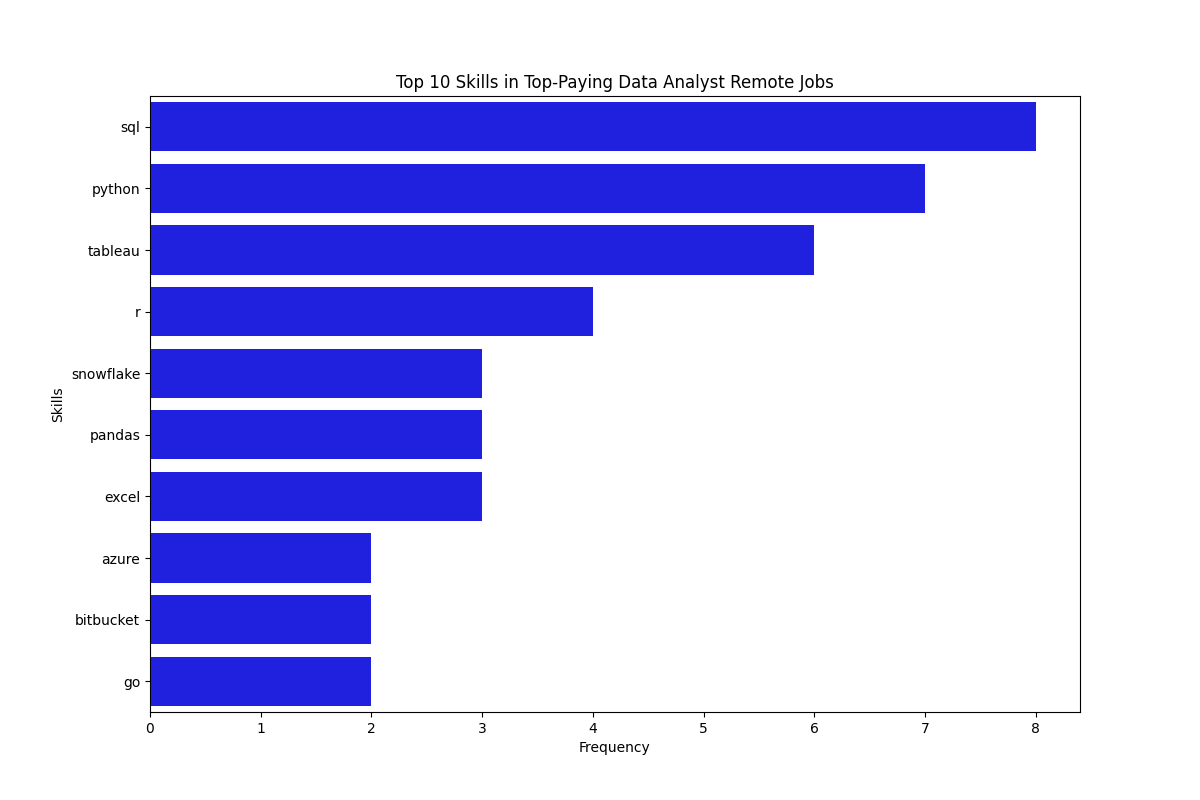 Top 10 Skills in Top-Paying Data Analyst Remote Jobs
Skills
sql
python
tableau
r
snowflake
pandas
excel
azure
bitbucket
go
0 1 2 3 4 5 6 7 8
Frequency